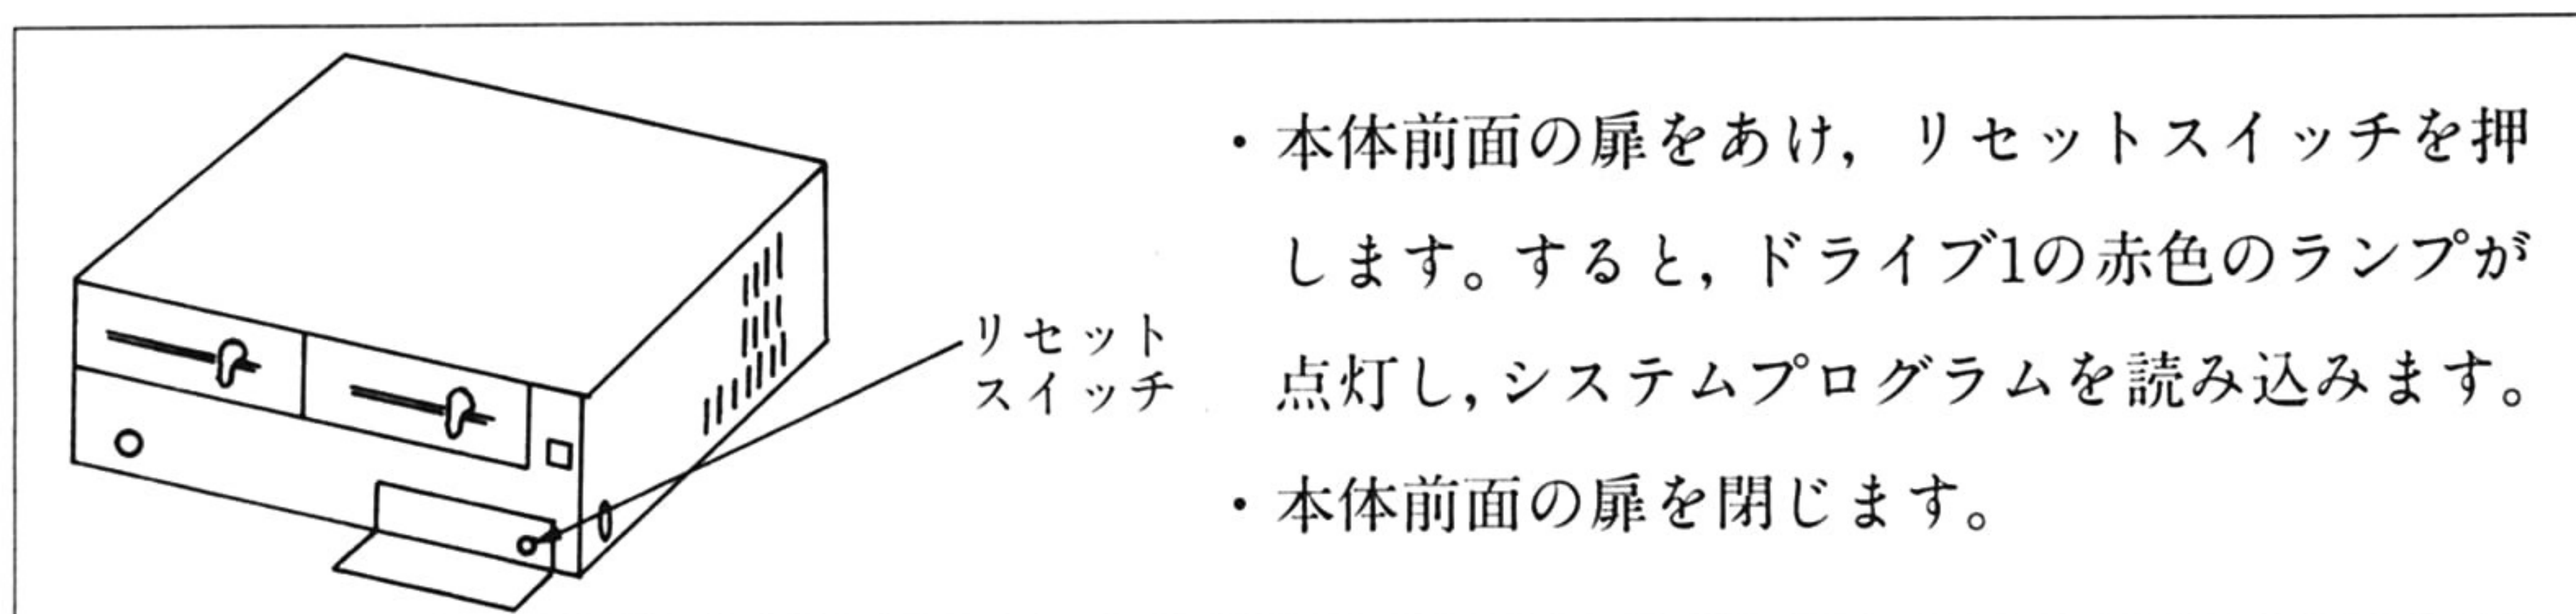 ・本体前面の扉をあけ，リセットスイッチを押
します。すると，ドライブ1の赤色のランプが
点灯し，システムプログラムを読み込みます。
・本体前面の扉を閉じます。
リセット
スイッチ